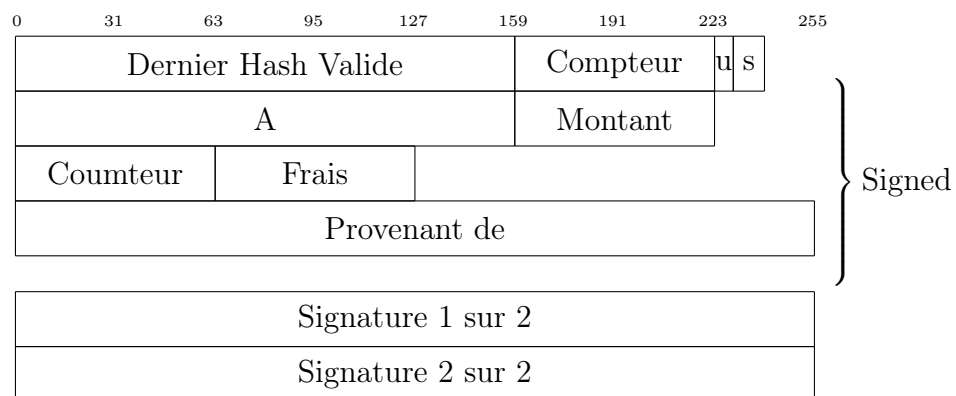 0 31 63 95 127 159 191 223 255
Dernier Hash Valide Compteur u s
A Montant
Coumteur Frais
Signed
Provenant de
Signature 1 sur 2
Signature 2 sur 2